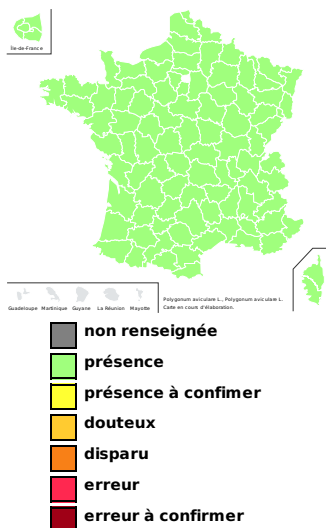 Île-de-France
Guadeloupe Martinique Guyane La Réunion Mayotte
Polygonum aviculare L., Polygonum aviculare L.
Carte en cours d'élaboration.
non renseignée
présence
présence à confimer
douteux
disparu
erreur
erreur à confirmer